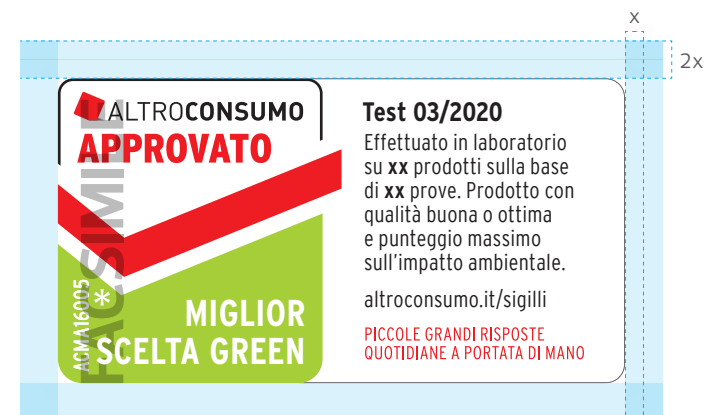 x
2x
ALTROCONSUMO
APPROVATO
FACSIMILE
ACMA16005
*
MIGLIOR
SCELTA GREEN
Test 03/2020
Effettuato in laboratorio
su xx prodotti sulla base
di xx prove. Prodotto con
qualità buona o ottima
e punteggio massimo
sull'impatto ambientale.
altroconsumo.it/sigilli
PICCOLE GRANDI RISPOSTE
QUOTIDIANE A PORTATA DI MANO